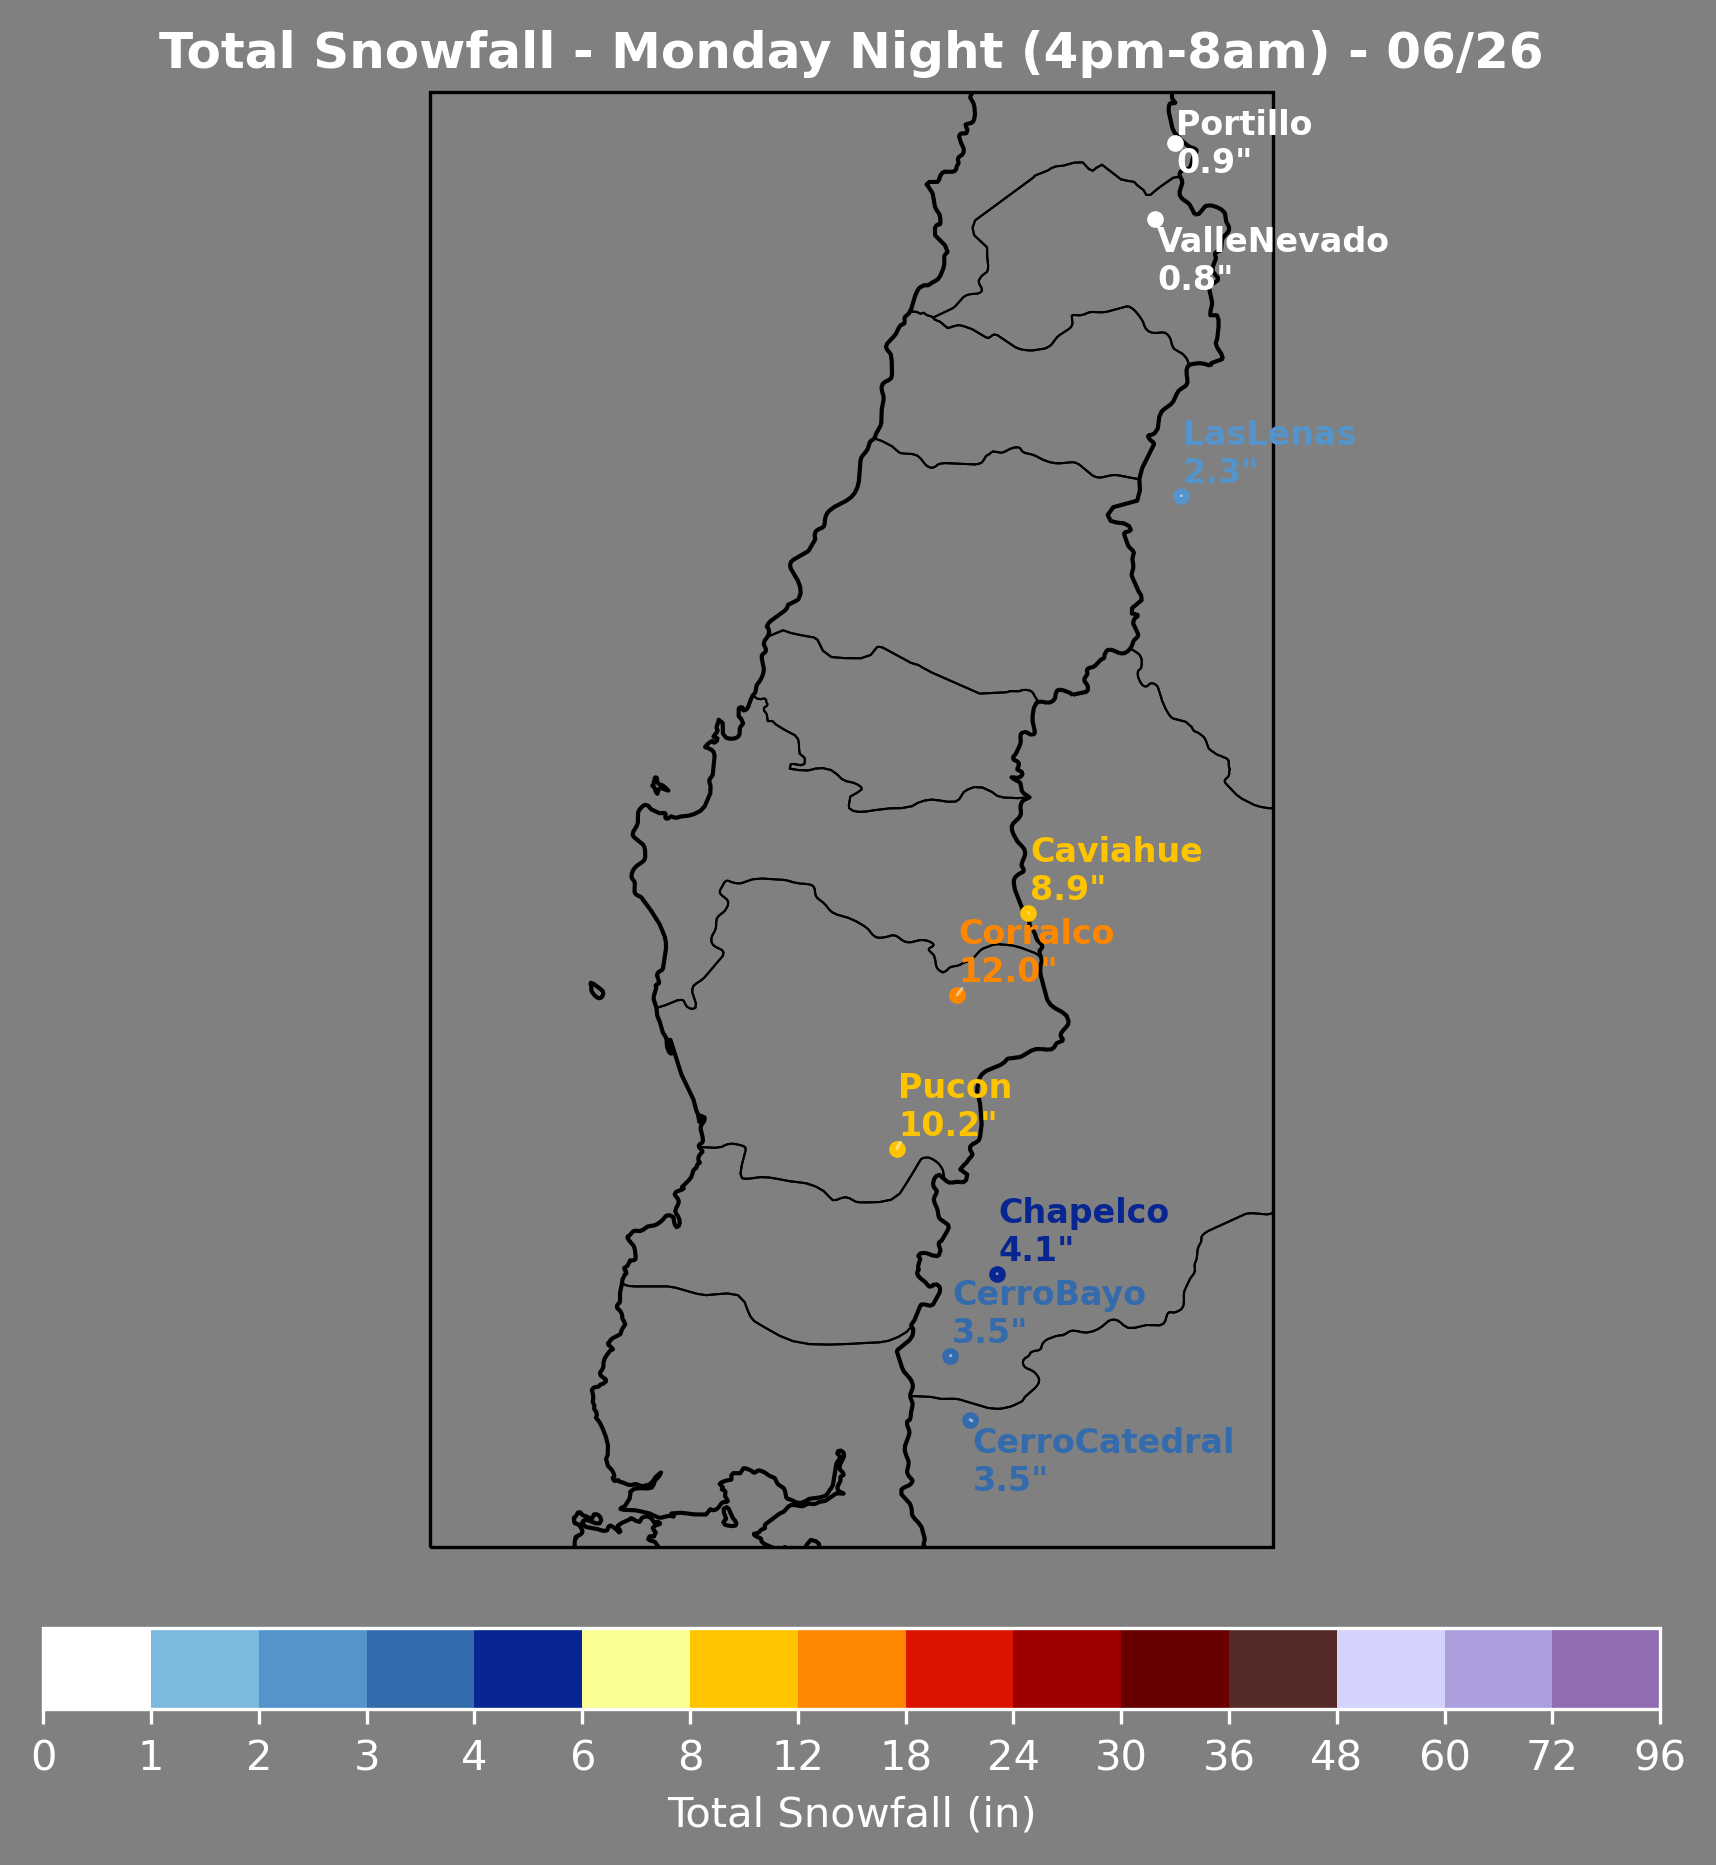 Total Snowfall - Monday Night (4pm-8am) - 06/26
Portillo
0.9"
ValleNevado
0.8"
LasLenas
2.3"
Caviahue
8.9"
Corralco
12.0"
Pucon
10.2"
Chapelco
4.1"
CerroBayo
3.5"
CerroCatedral
3.5"
0 1 2 3 4 6 8 12 18 24 30 36 48 60 72 96
Total Snowfall (in)